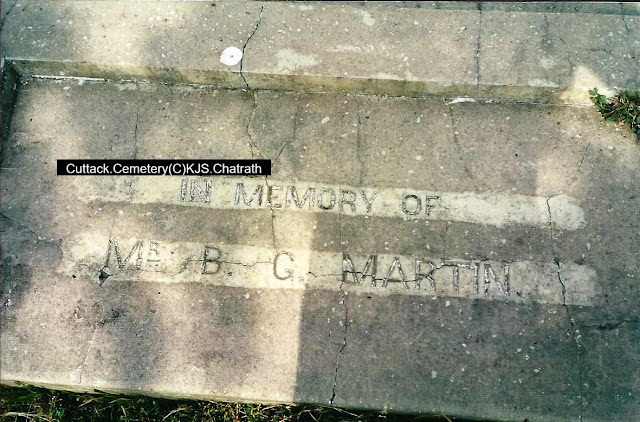 Cuttack.Cemetery(C)KJS.Chatrath
IN MEMORY OF
MR. B. G. MARTIN.